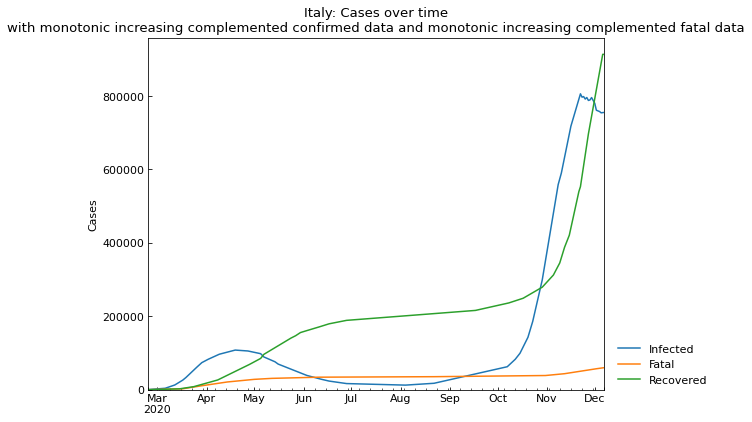 Italy: Cases over time
with monotonic increasing complemented confirmed data and monotonic increasing complemented fatal data
Cases
800000
600000
400000
200000
0
Mar Apr May Jun Jul Aug Sep Oct Nov Dec
2020
Infected
Fatal
Recovered